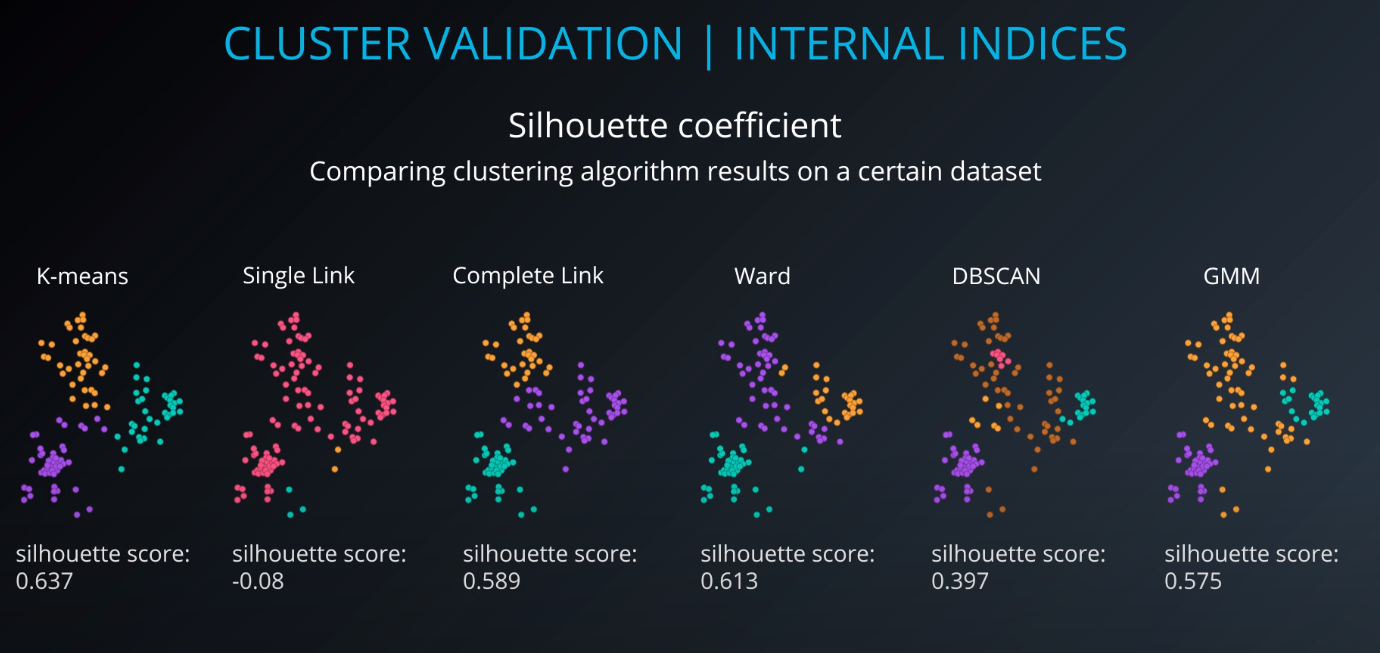 CLUSTER VALIDATION | INTERNAL INDICES
Silhouette coefficient
Comparing clustering algorithm results on a certain dataset
K-means
Single Link
Complete Link
Ward
DBSCAN
GMM
silhouette score:
0.637
silhouette score:
-0.08
silhouette score:
0.589
silhouette score:
0.613
silhouette score:
0.397
silhouette score:
0.575